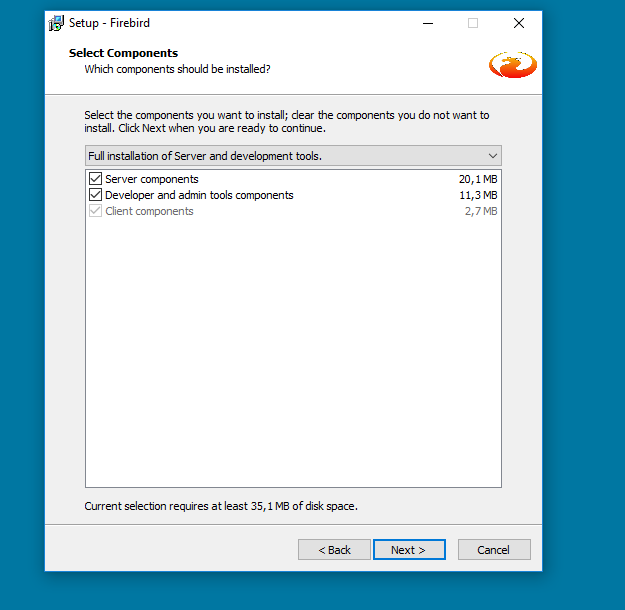 Setup - Firebird
Select Components
Which components should be installed?
Select the components you want to install; clear the components you do not want to
install. Click Next when you are ready to continue.
Full installation of Server and development tools.
Server components 20,1 MB
Developer and admin tools components 11,3 MB
Client components 2,7 MB
Current selection requires at least 35,1 MB of disk space.
< Back Next > Cancel